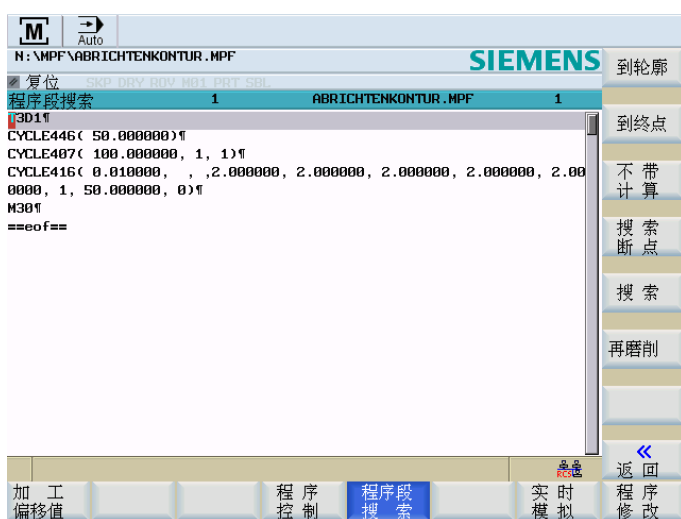 M
Auto
N:\MPF\ABRICHTENKONTUR.MPF
SIEMENS
复位 SKP DRY ROV M01 PRT SBL
程序段搜索 1 ABRICHTENKONTUR.MPF 1
T3D1¶
CYCLE446( 50.000000)¶
CYCLE407( 100.000000, 1, 1)¶
CYCLE416( 0.010000, , ,2.000000, 2.000000, 2.000000, 2.000000, 2.00
0000, 1, 50.000000, 0)¶
M30¶
==eof==
到轮廓
到终点
不 带
计 算
搜 索
断 点
搜 索
再磨削
«
返 回
RCS
加 工
偏移值
程 序
控 制
程序段
搜 索
实 时
模 拟
程 序
修 改